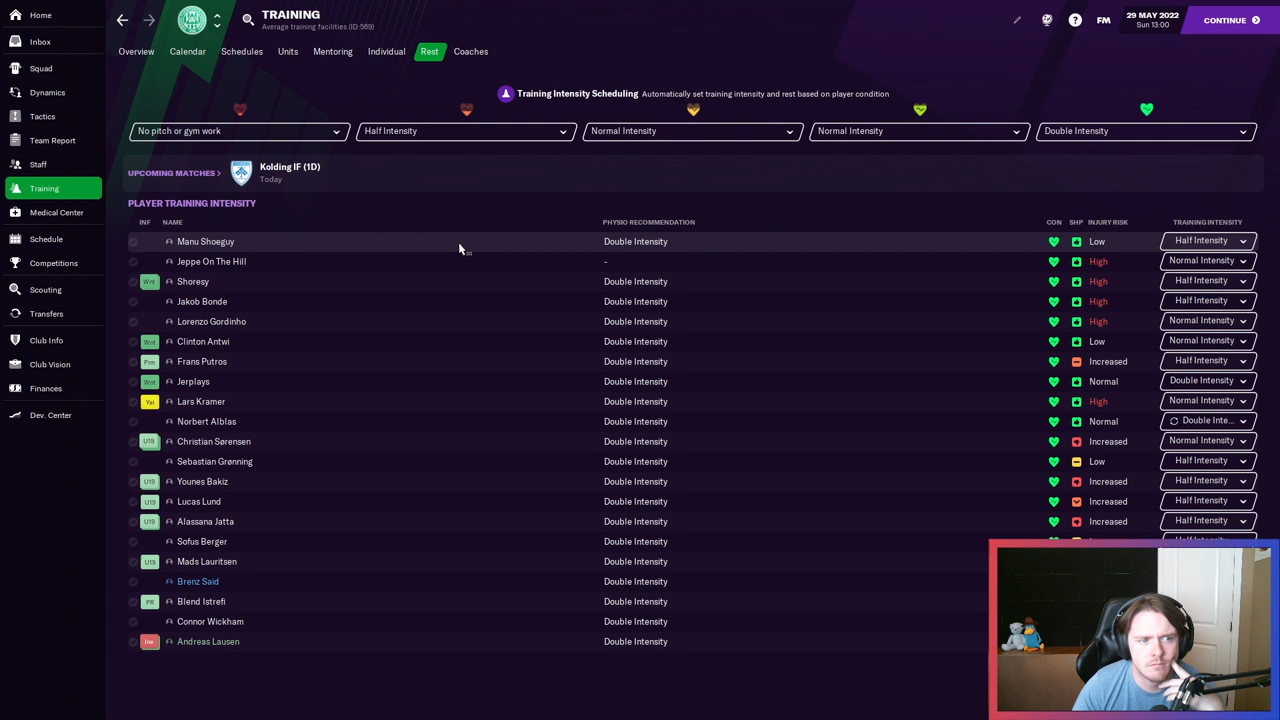 Home
Inbox
Squad
Dynamics
Tactics
Team Report
Staff
Training
Medical Center
Schedule
Competitions
Scouting
Transfers
Club Info
Club Vision
Finances
Dev. Center
TRAINING
Average training facilities (ID:569)
FM
29 MAY 2022
Sun 13:00
CONTINUE
Overview Calendar Schedules Units Mentoring Individual Rest Coaches
Training Intensity Scheduling Automatically set training intensity and rest based on player condition
No pitch or gym work Half Intensity Normal Intensity Normal Intensity Double Intensity
UPCOMING MATCHES >
Kolding IF (1D)
Today
PLAYER TRAINING INTENSITY
INF NAME PHYSIO RECOMMENDATION CON SHP INJURY RISK TRAINING INTENSITY
Manu Shoeguy Double Intensity Low Half Intensity
Jeppe On The Hill - High Normal Intensity
Wnt Shoresy Double Intensity High Half Intensity
Jakob Bonde Double Intensity High Half Intensity
Lorenzo Gordinho Double Intensity High Normal Intensity
Wnt Clinton Antwi Double Intensity Low Normal Intensity
Prm Frans Putros Double Intensity Increased Half Intensity
Wnt Jerplays Double Intensity Normal Double Intensity
Yel Lars Kramer Double Intensity High Normal Intensity
Norbert Alblas Double Intensity Normal Double Inte...
U19 Christian Sørensen Double Intensity Increased Normal Intensity
Sebastian Grønning Double Intensity Low Half Intensity
U19 Younes Bakiz Double Intensity Increased Half Intensity
U19 Lucas Lund Double Intensity Increased Half Intensity
U19 Alassana Jatta Double Intensity Increased Half Intensity
Sofus Berger Double Intensity
U19 Mads Lauritsen Double Intensity
Brenz Said Double Intensity
PR Blend Istrefi Double Intensity
Connor Wickham Double Intensity
Ine Andreas Lausen Double Intensity